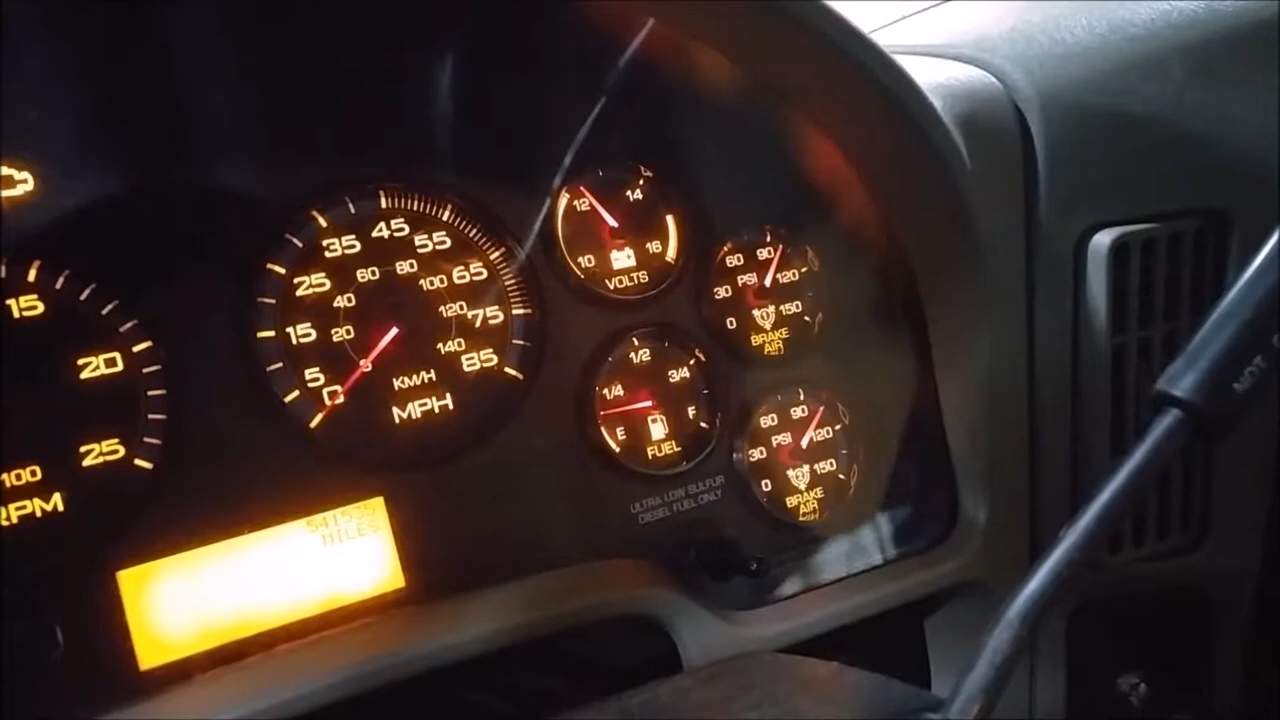 15
20
25
100
RPM
5
15
25
35
45
55
65
75
85
0
20
40
60
80
100
120
140
KM/H
MPH
MILES
10
12
14
16
VOLTS
E
1/4
1/2
3/4
F
FUEL
ULTRA LOW SULFUR
DIESEL FUEL ONLY
0
30
60
90
120
150
PSI
1
BRAKE
AIR
0
30
60
90
120
150
PSI
2
BRAKE
AIR
NOT